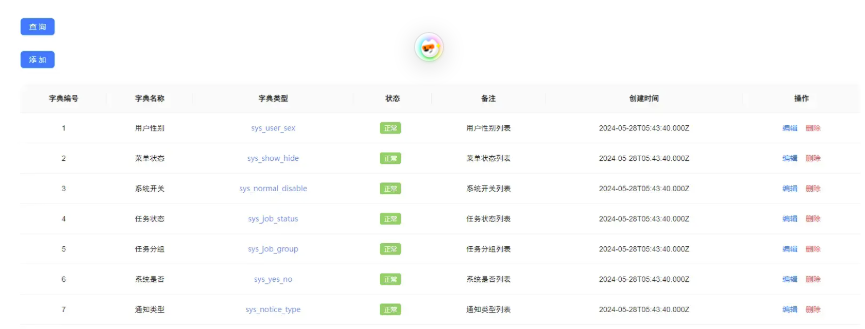 查 询
添 加
字典编号 字典名称 字典类型 状态 备注 创建时间 操作
1 用户性别 sys_user_sex 正常 用户性别列表 2024-05-28T05:43:40.000Z 编辑 删除
2 菜单状态 sys_show_hide 正常 菜单状态列表 2024-05-28T05:43:40.000Z 编辑 删除
3 系统开关 sys_normal_disable 正常 系统开关列表 2024-05-28T05:43:40.000Z 编辑 删除
4 任务状态 sys_job_status 正常 任务状态列表 2024-05-28T05:43:40.000Z 编辑 删除
5 任务分组 sys_job_group 正常 任务分组列表 2024-05-28T05:43:40.000Z 编辑 删除
6 系统是否 sys_yes_no 正常 系统是否列表 2024-05-28T05:43:40.000Z 编辑 删除
7 通知类型 sys_notice_type 正常 通知类型列表 2024-05-28T05:43:40.000Z 编辑 删除